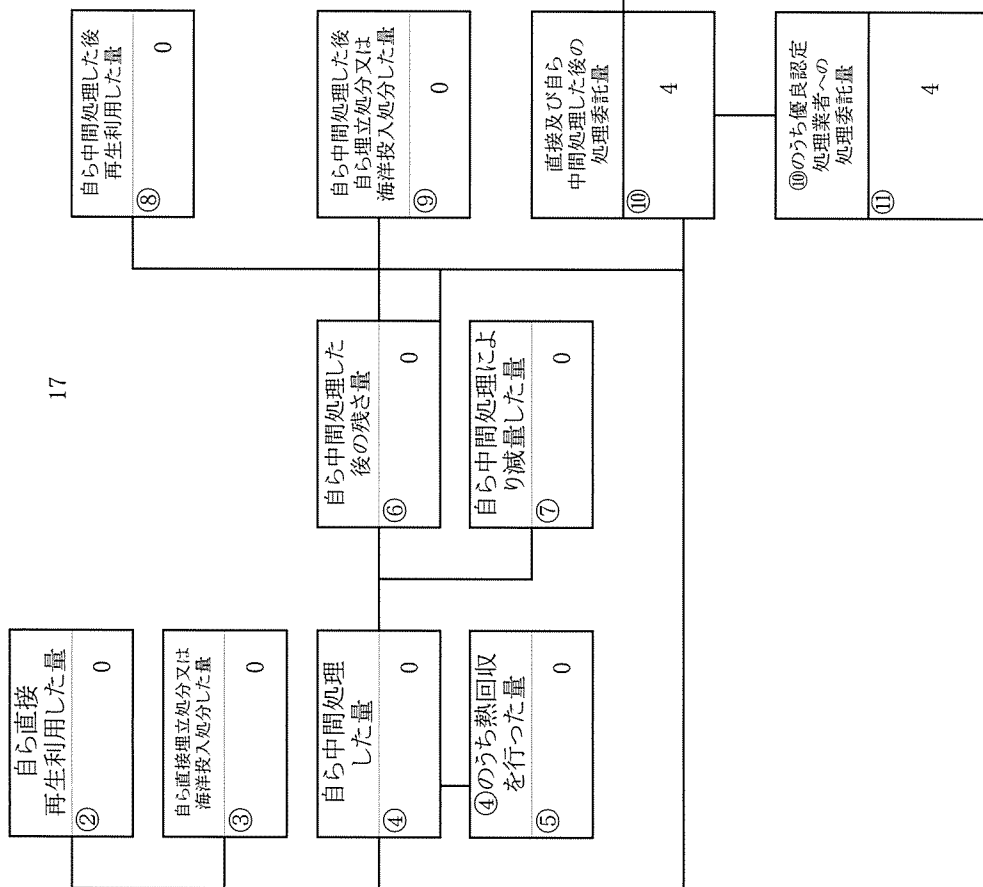 17
自ら直接
再生利用した量
②
0
自ら直接埋立処分又は
海洋投入処分した量
③
0
自ら中間処理
した量
④
0
④のうち熱回収
を行った量
⑤
0
自ら中間処理した
後の残さ量
⑥
0
自ら中間処理によ
り減量した量
⑦
0
自ら中間処理した後
再生利用した量
⑧
0
自ら中間処理した後
自ら埋立処分又は
海洋投入処分した量
⑨
0
直接及び自ら
中間処理した後の
処理委託量
⑩
4
⑩のうち優良認定
処理業者への
処理委託量
⑪
4